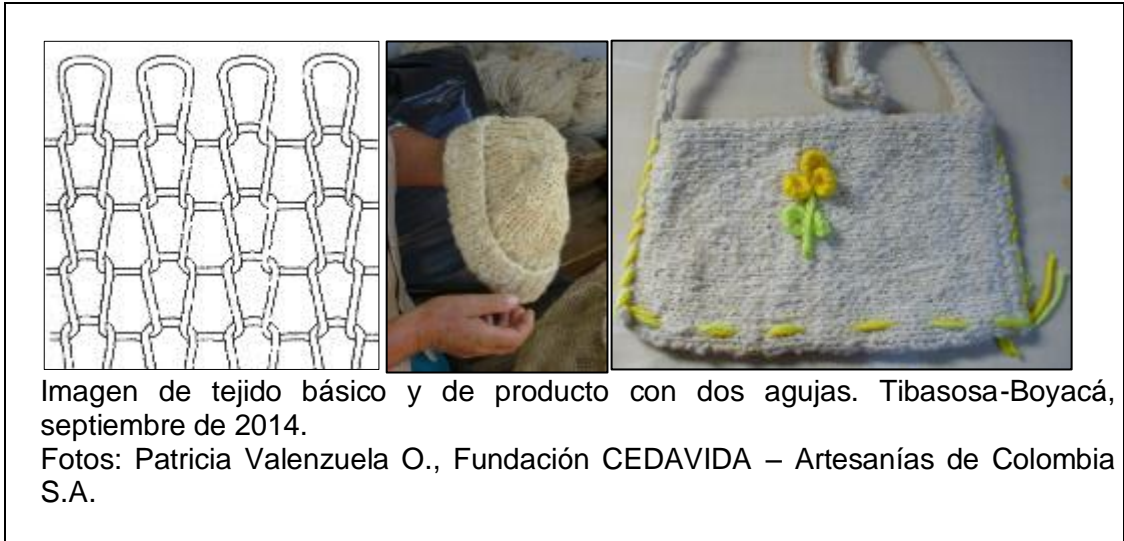 Imagen de tejido básico y de producto con dos agujas. Tibasosa-Boyacá,
septiembre de 2014.
Fotos: Patricia Valenzuela O., Fundación CEDAVIDA – Artesanías de Colombia
S.A.